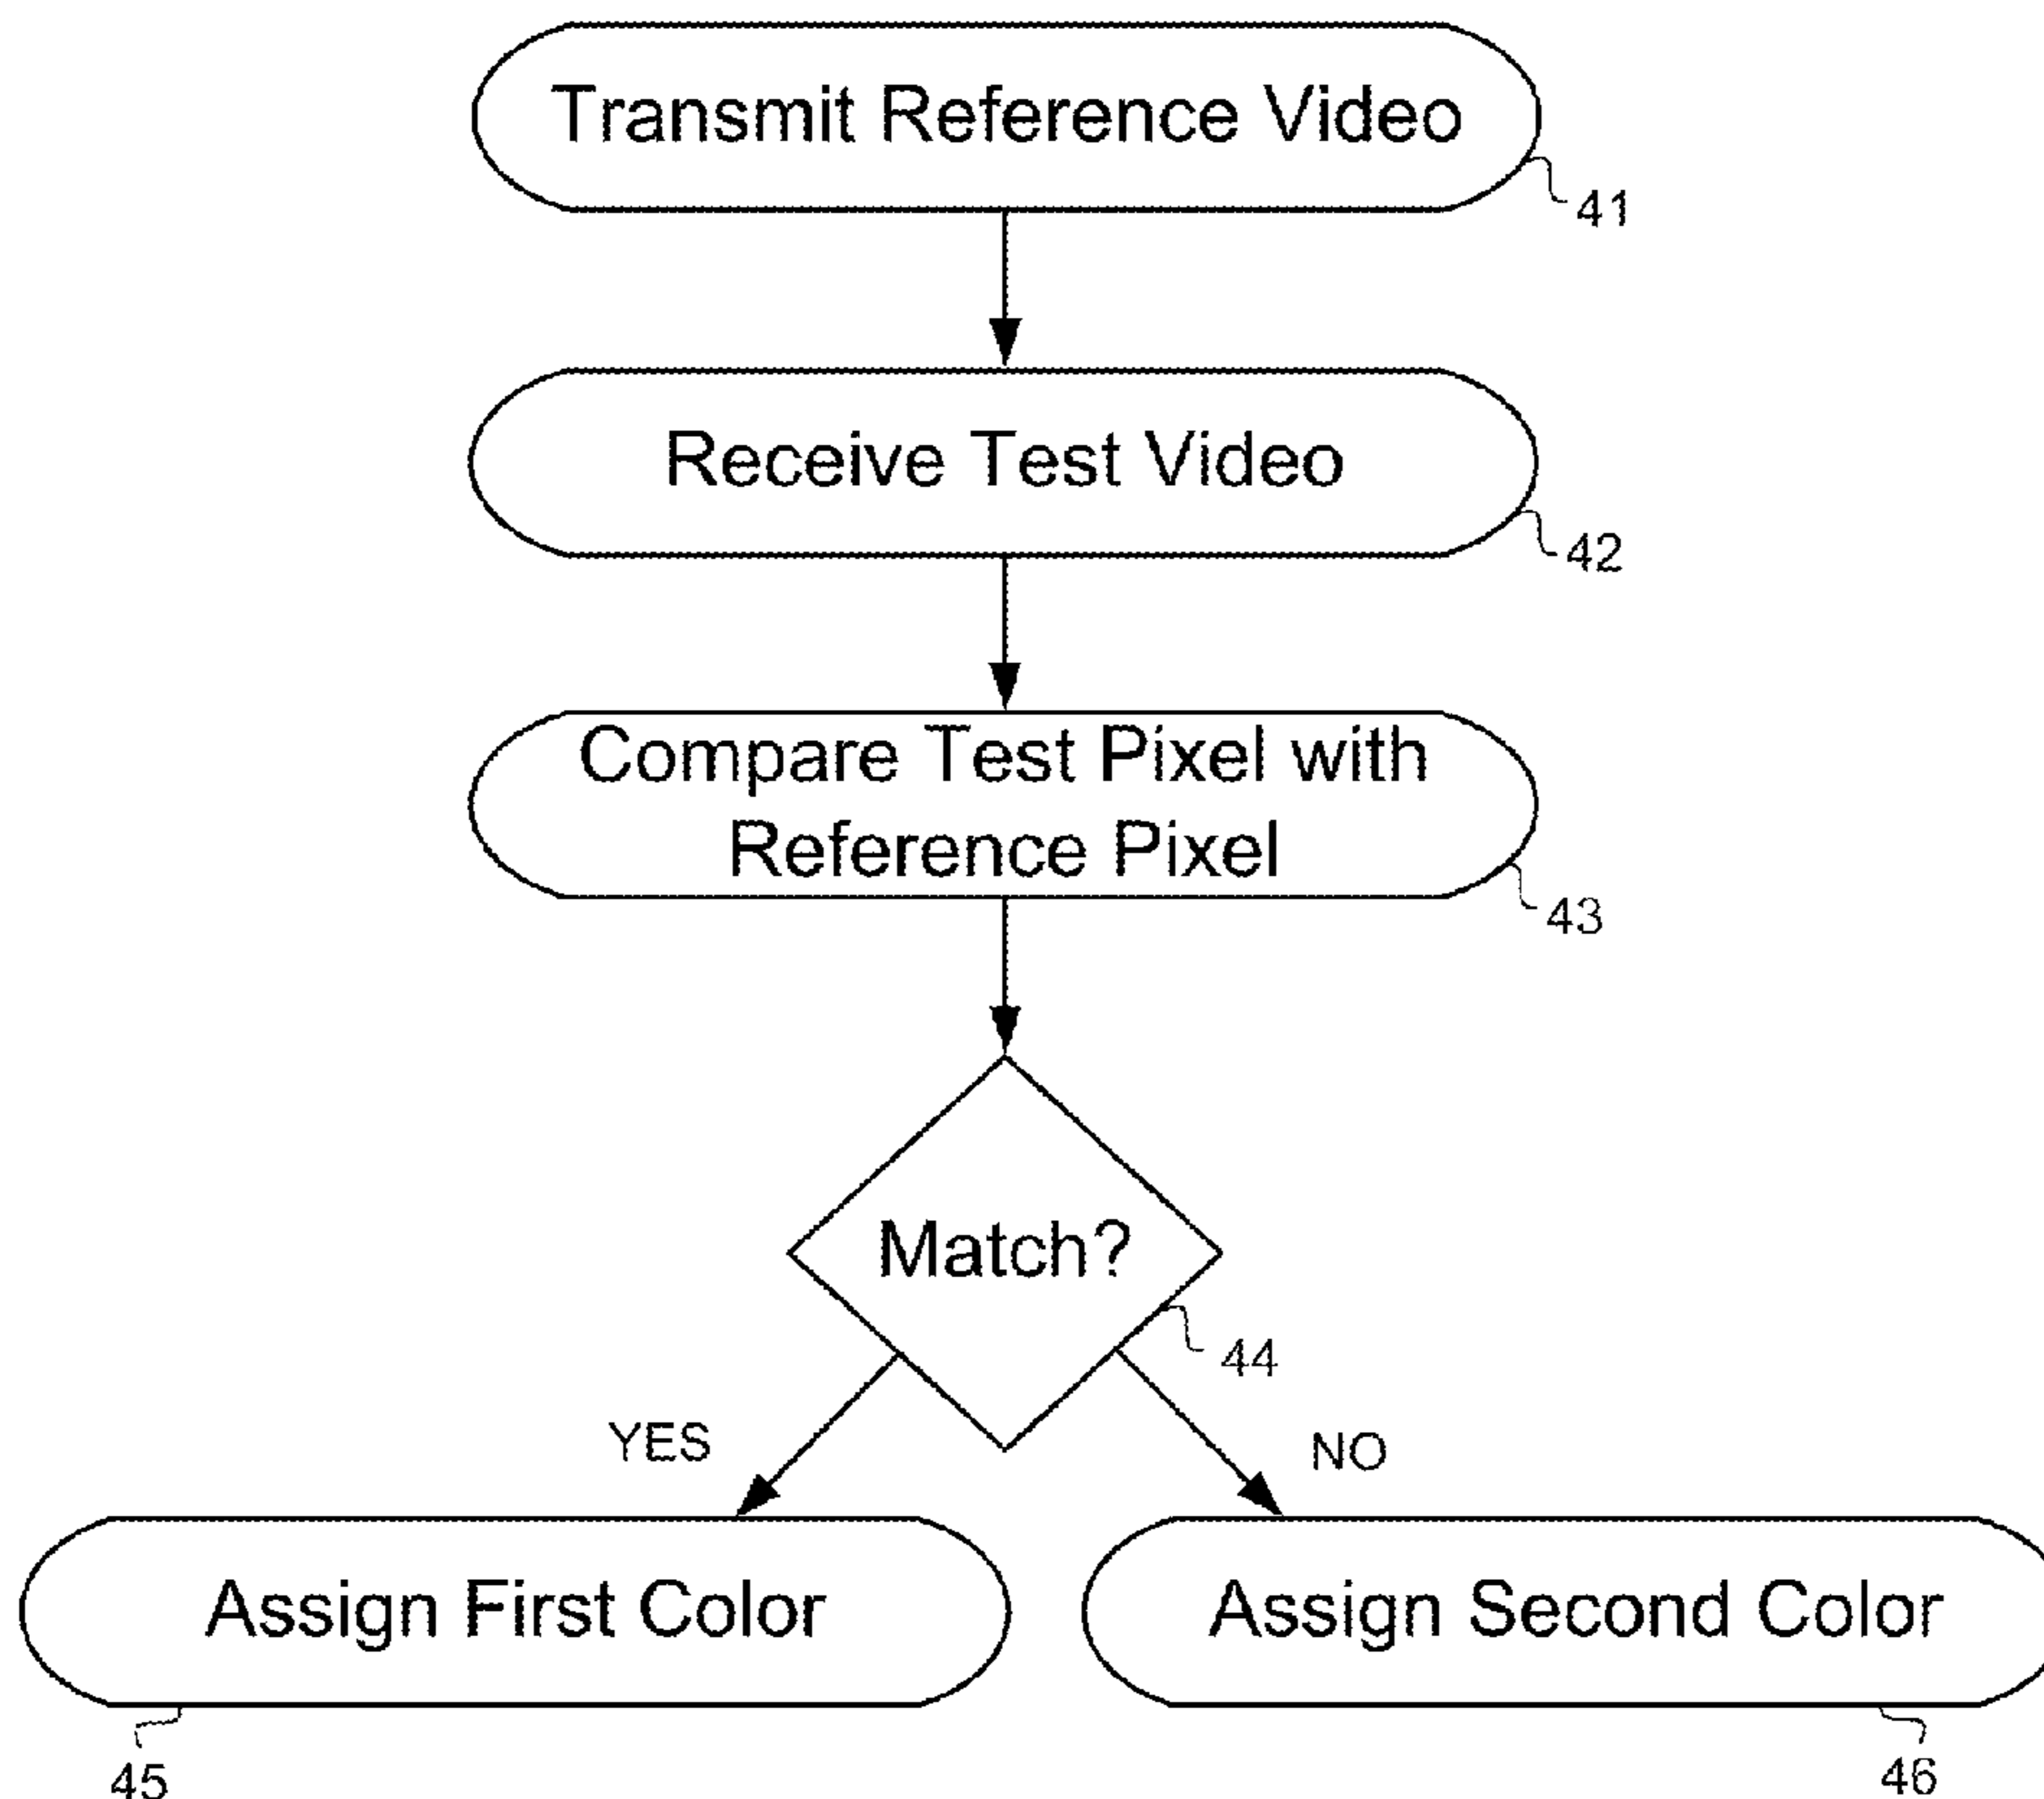 Transmit Reference Video
41
Receive Test Video
42
Compare Test Pixel with
Reference Pixel
43
Match?
44
YES
NO
Assign First Color
Assign Second Color
45
46